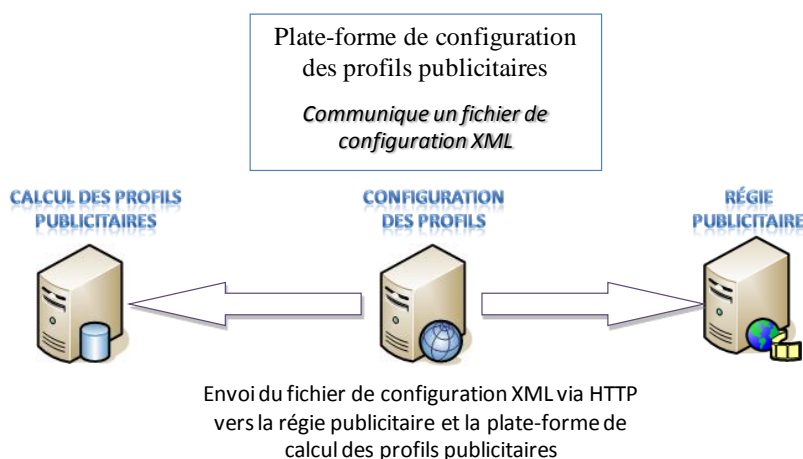 Plate-forme de configuration
des profils publicitaires
Communique un fichier de
configuration XML
CALCUL DES PROFILS
PUBLICITAIRES
CONFIGURATION
DES PROFILS
RÉGIE
PUBLICITAIRE
Envoi du fichier de configuration XML via HTTP
vers la régie publicitaire et la plate-forme de
calcul des profils publicitaires